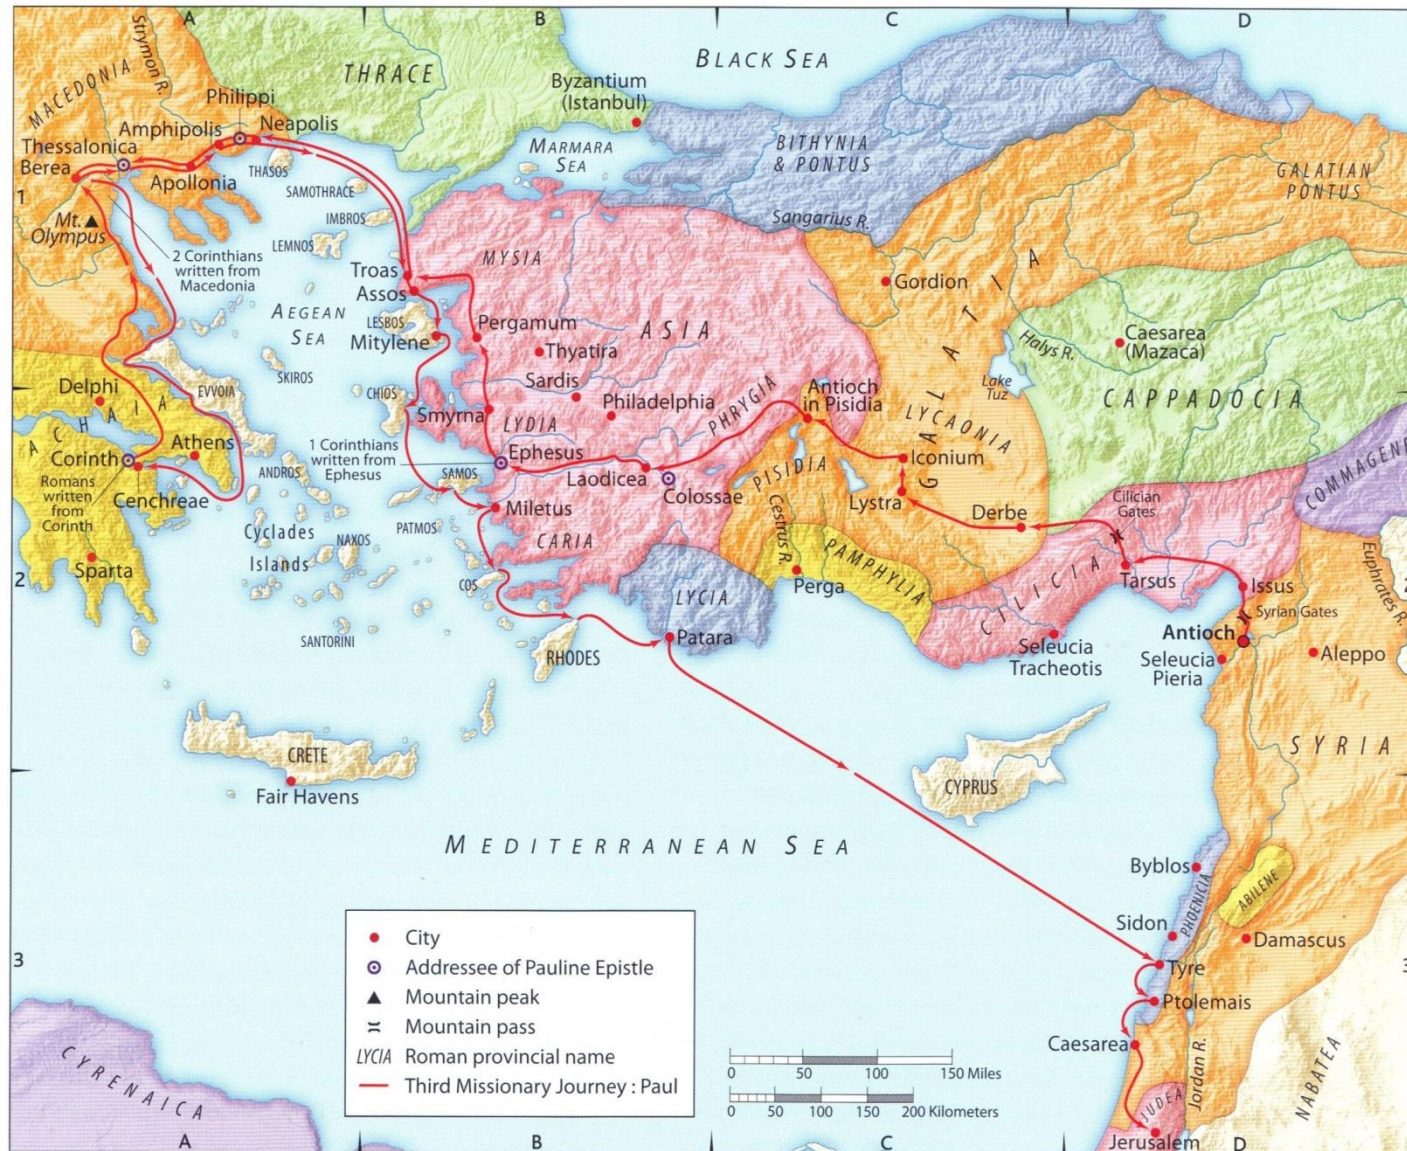 A
B
C
D
BLACK SEA
MACEDONIA
Strymon R.
THRACE
Philippi
Byzantium
(Istanbul)
Amphipolis
Neapolis
Thessalonica
Berea
MARMARA
SEA
BITHYNIA
& PONTUS
GALATIAN
PONTUS
THASOS
Apollonia
SAMOTHRACE
1
IMBROS
Sangarius R.
Mt.
Olympus
LEMNOS
2 Corinthians
written from
Macedonia
MYSIA
Troas
Assos
Gordion
GALATIA
AEGEAN
SEA
LESBOS
Mitylene
Pergamum
ASIA
Thyatira
Halys R.
Caesarea
(Mazaca)
SKIROS
Sardis
Lake
Tuz
Delphi
EVVOIA
CHIOS
Smyrna
LYDIA
Philadelphia
PHRYGIA
Antioch
in Pisidia
LYCAONIA
CAPPADOCIA
ACHAIA
Athens
1 Corinthians
written from
Ephesus
Corinth
Ephesus
Iconium
COMMAGENE
Romans
written
from
Corinth
Cenchreae
ANDROS
SAMOS
Laodicea
Colossae
PISIDIA
Lystra
Cilician
Gates
Miletus
Cestrus R.
Derbe
Cyclades
Islands
NAXOS
PATMOS
CARIA
PAMPHYLIA
Sparta
2
COS
LYCIA
Perga
CILICIA
Tarsus
Issus
Euphrates R.
2
Syrian Gates
SANTORINI
RHODES
Patara
Seleucia
Tracheotis
Antioch
Seleucia
Pieria
Aleppo
CRETE
Fair Havens
CYPRUS
SYRIA
MEDITERRANEAN SEA
Byblos
PHOENICIA
ABILENE
Sidon
Damascus
3
Tyre
3
Ptolemais
Caesarea
Jordan R.
NABATEA
JUDEA
Jerusalem
CYRENAICA
City
Addressee of Pauline Epistle
Mountain peak
Mountain pass
LYCIA Roman provincial name
Third Missionary Journey : Paul
0 50 100 150 Miles
0 50 100 150 200 Kilometers
A
B
C
D